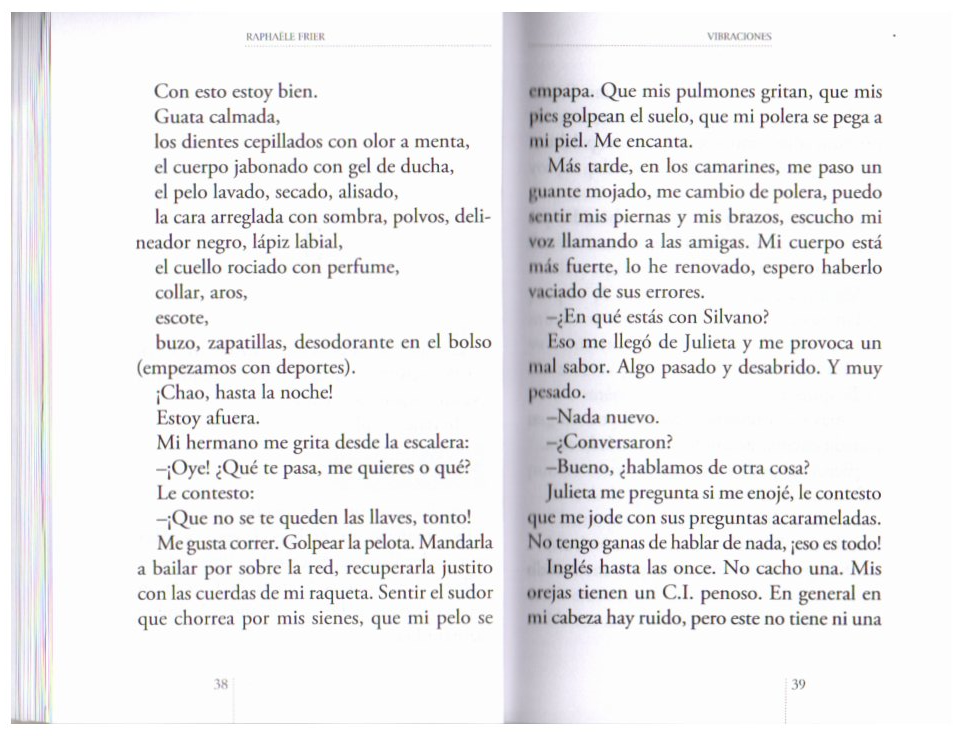 RAPHAËLE FRIER
Con esto estoy bien.
Guata calmada,
los dientes cepillados con olor a menta,
el cuerpo jabonado con gel de ducha,
el pelo lavado, secado, alisado,
la cara arreglada con sombra, polvos, deli-
neador negro, lápiz labial,
el cuello rociado con perfume,
collar, aros,
escote,
buzo, zapatillas, desodorante en el bolso
(empezamos con deportes).
¡Chao, hasta la noche!
Estoy afuera.
Mi hermano me grita desde la escalera:
–¡Oye! ¿Qué te pasa, me quieres o qué?
Le contesto:
–¡Que no se te queden las llaves, tonto!
Me gusta correr. Golpear la pelota. Mandarla
a bailar por sobre la red, recuperarla justito
con las cuerdas de mi raqueta. Sentir el sudor
que chorrea por mis sienes, que mi pelo se
38
VIBRACIONES
empapa. Que mis pulmones gritan, que mis
pies golpean el suelo, que mi polera se pega a
mi piel. Me encanta.
Más tarde, en los camarines, me paso un
guante mojado, me cambio de polera, puedo
sentir mis piernas y mis brazos, escucho mi
voz llamando a las amigas. Mi cuerpo está
más fuerte, lo he renovado, espero haberlo
vaciado de sus errores.
–¿En qué estás con Silvano?
Eso me llegó de Julieta y me provoca un
mal sabor. Algo pasado y desabrido. Y muy
pesado.
–Nada nuevo.
–¿Conversaron?
–Bueno, ¿hablamos de otra cosa?
Julieta me pregunta si me enojé, le contesto
que me jode con sus preguntas acarameladas.
No tengo ganas de hablar de nada, ¡eso es todo!
Inglés hasta las once. No cacho una. Mis
orejas tienen un C.I. penoso. En general en
mi cabeza hay ruido, pero este no tiene ni una
39